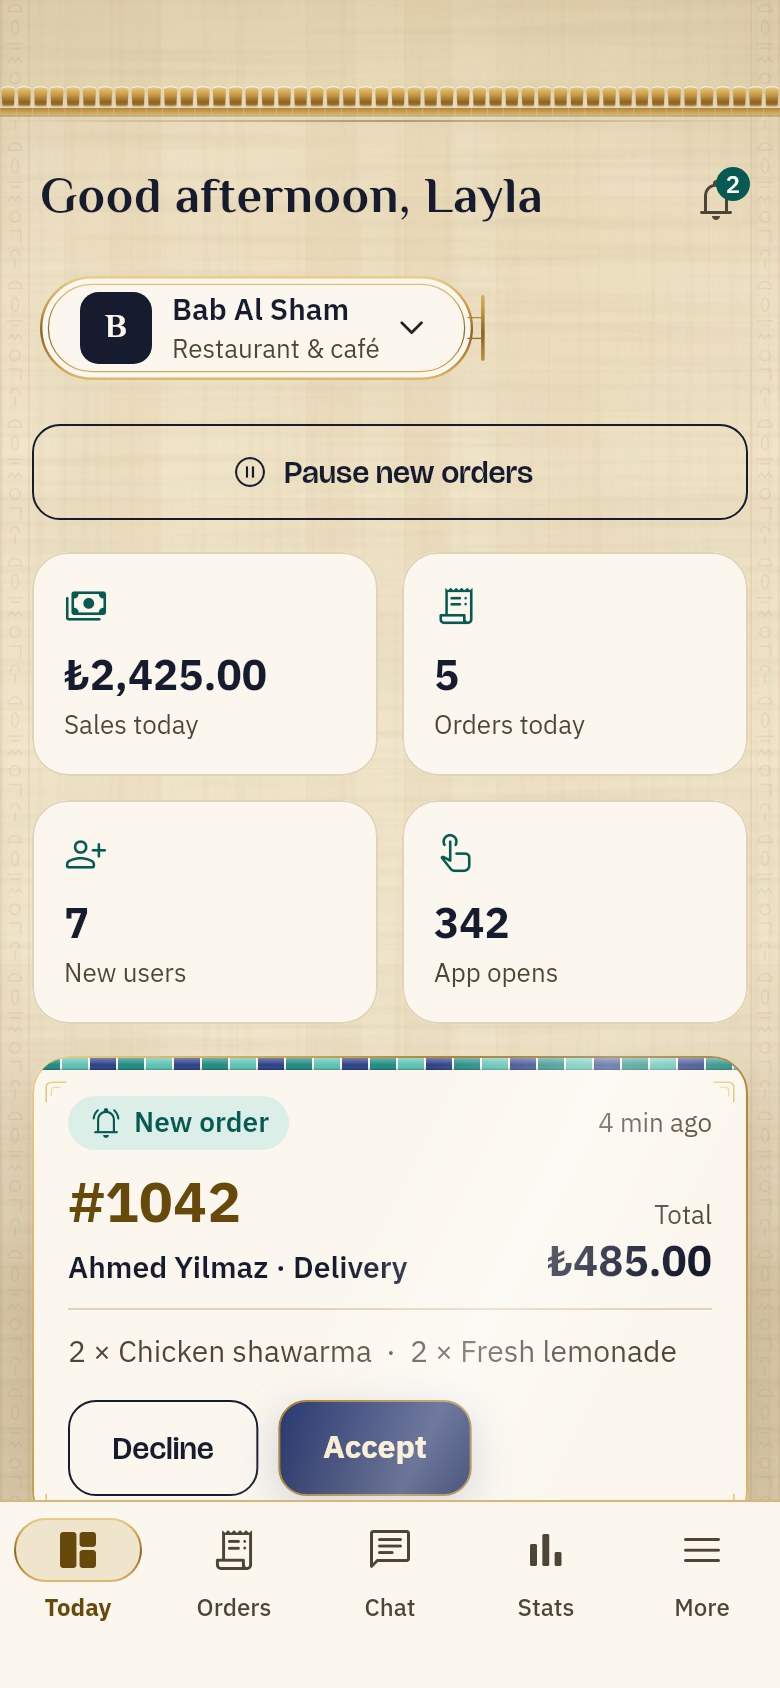 Good afternoon, Layla
2
B
Bab Al Sham
Restaurant & café
Pause new orders
₺2,425.00
Sales today
5
Orders today
7
New users
342
App opens
New order
4 min ago
#1042
Total
Ahmed Yilmaz · Delivery
₺485.00
2 × Chicken shawarma · 2 × Fresh lemonade
Decline
Accept
Today
Orders
Chat
Stats
More